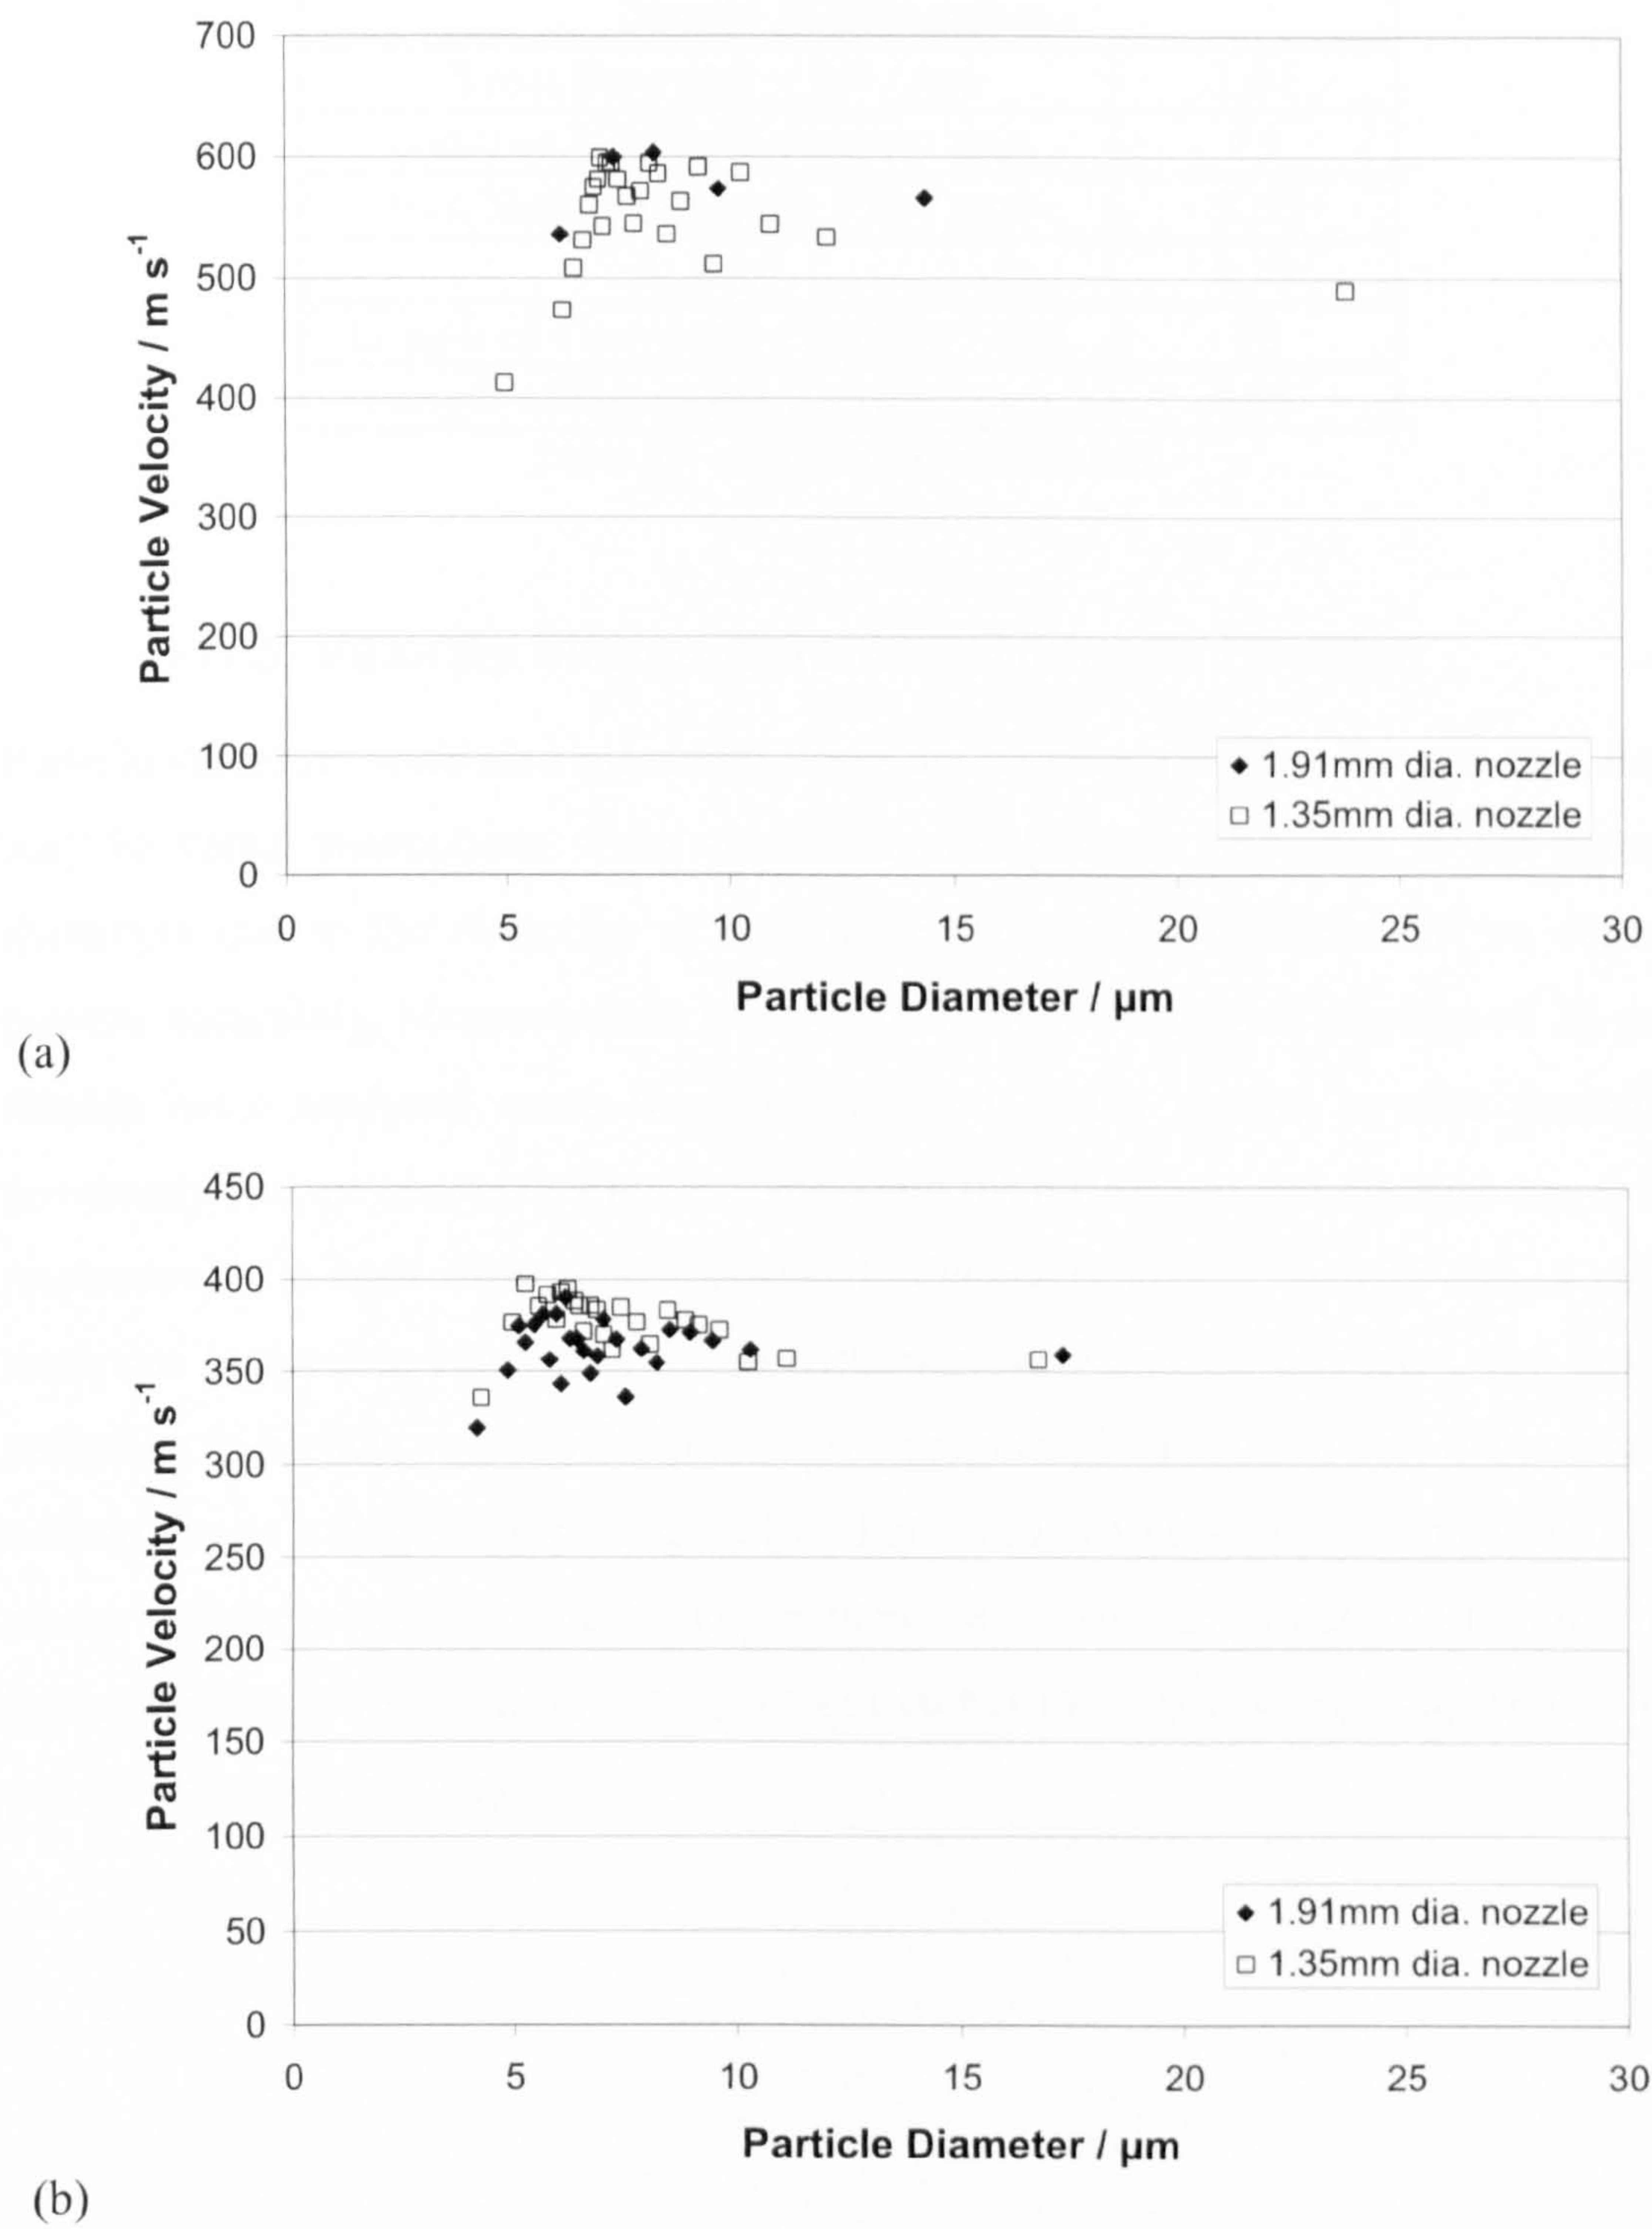 700
600
500
400
300
200
100
0
Particle Velocity / m s⁻¹
0 5 10 15 20 25 30
Particle Diameter / µm
1.91mm dia. nozzle
1.35mm dia. nozzle
(a)
450
400
350
300
250
200
150
100
50
0
Particle Velocity / m s⁻¹
0 5 10 15 20 25 30
Particle Diameter / µm
1.91mm dia. nozzle
1.35mm dia. nozzle
(b)